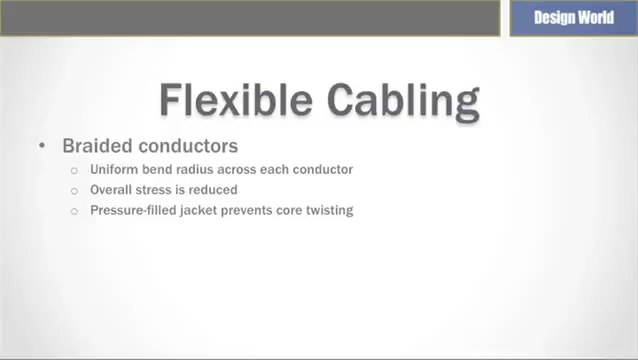 Design World
Flexible Cabling
• Braided conductors
o Uniform bend radius across each conductor
o Overall stress is reduced
o Pressure-filled jacket prevents core twisting